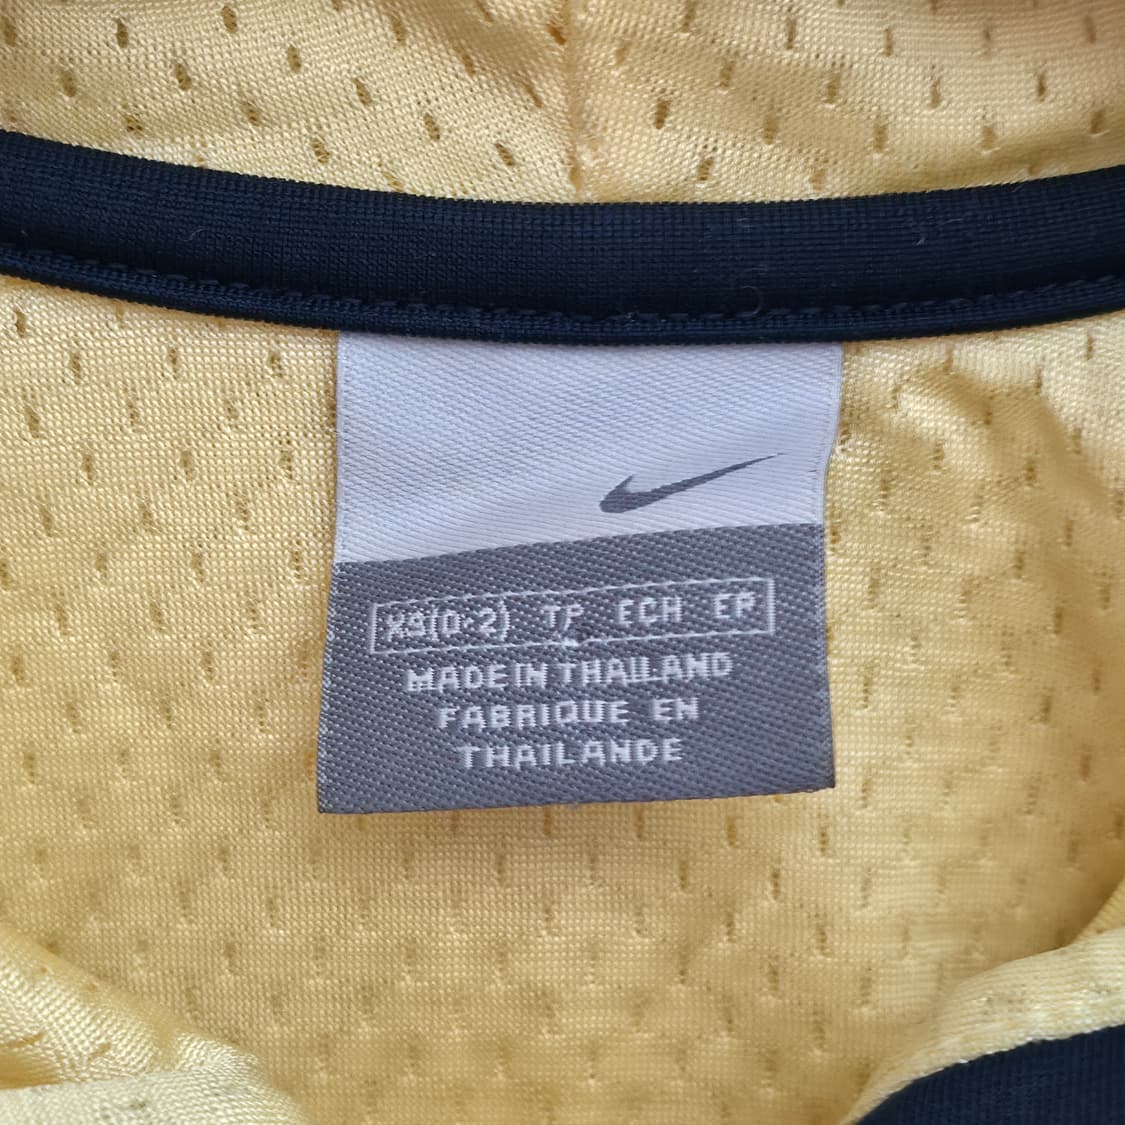 XS(0-2) TP ECH EP
MADE IN THAILAND
FABRIQUE EN
THAILANDE